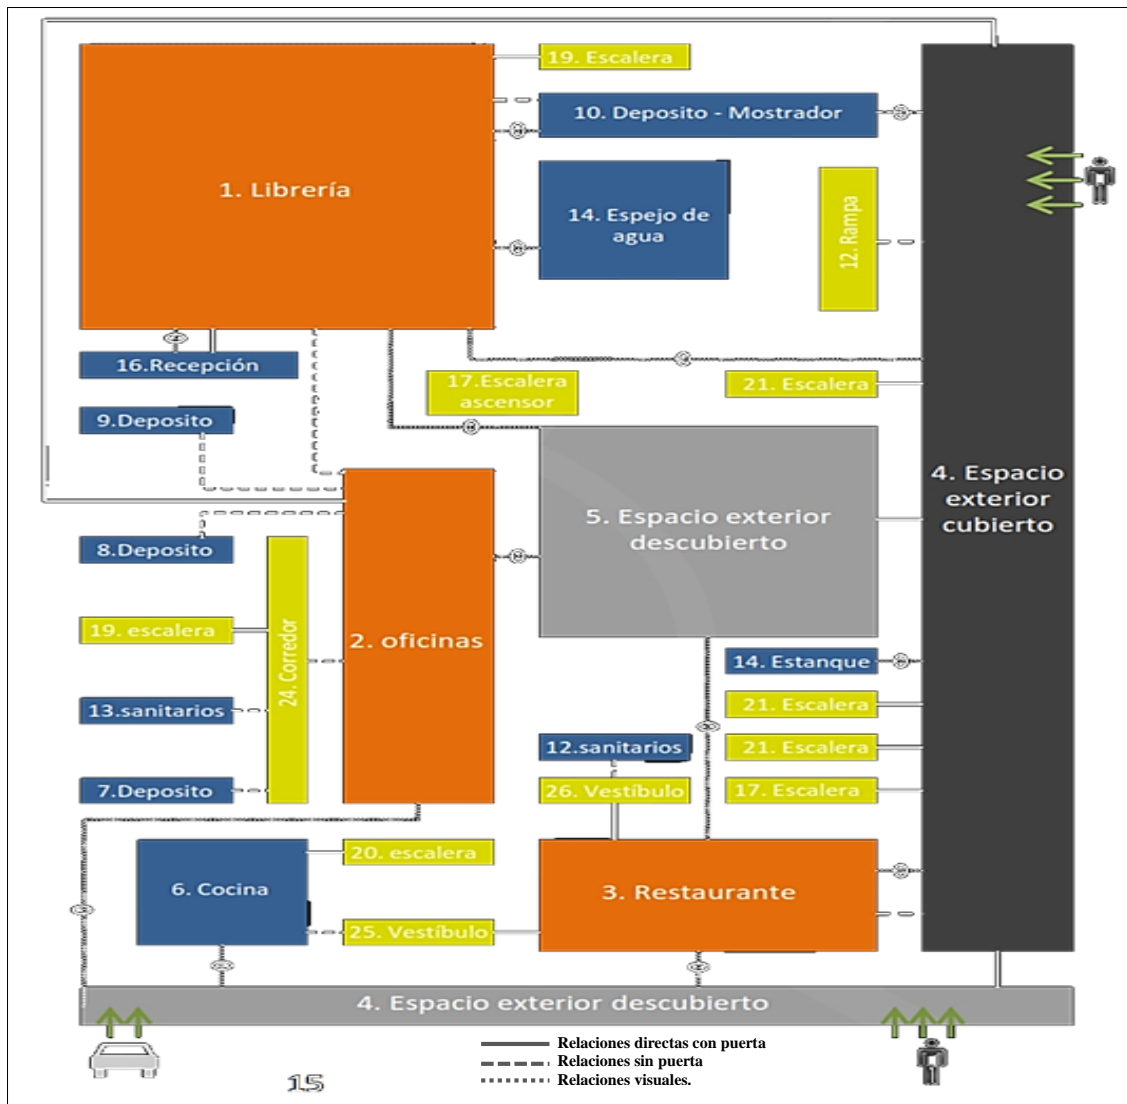 19. Escalera
10. Deposito - Mostrador
1. Librería
14. Espejo de
agua
12. Rampa
16.Recepción
17.Escalera
ascensor
21. Escalera
9.Deposito
4. Espacio
exterior
cubierto
5. Espacio exterior
descubierto
8.Deposito
19. escalera
24. Corredor
2. oficinas
14. Estanque
13.sanitarios
21. Escalera
12.sanitarios
21. Escalera
7.Deposito
26. Vestíbulo
17. Escalera
20. escalera
6. Cocina
3. Restaurante
25. Vestíbulo
4. Espacio exterior descubierto
Relaciones directas con puerta
Relaciones sin puerta
Relaciones visuales.
15